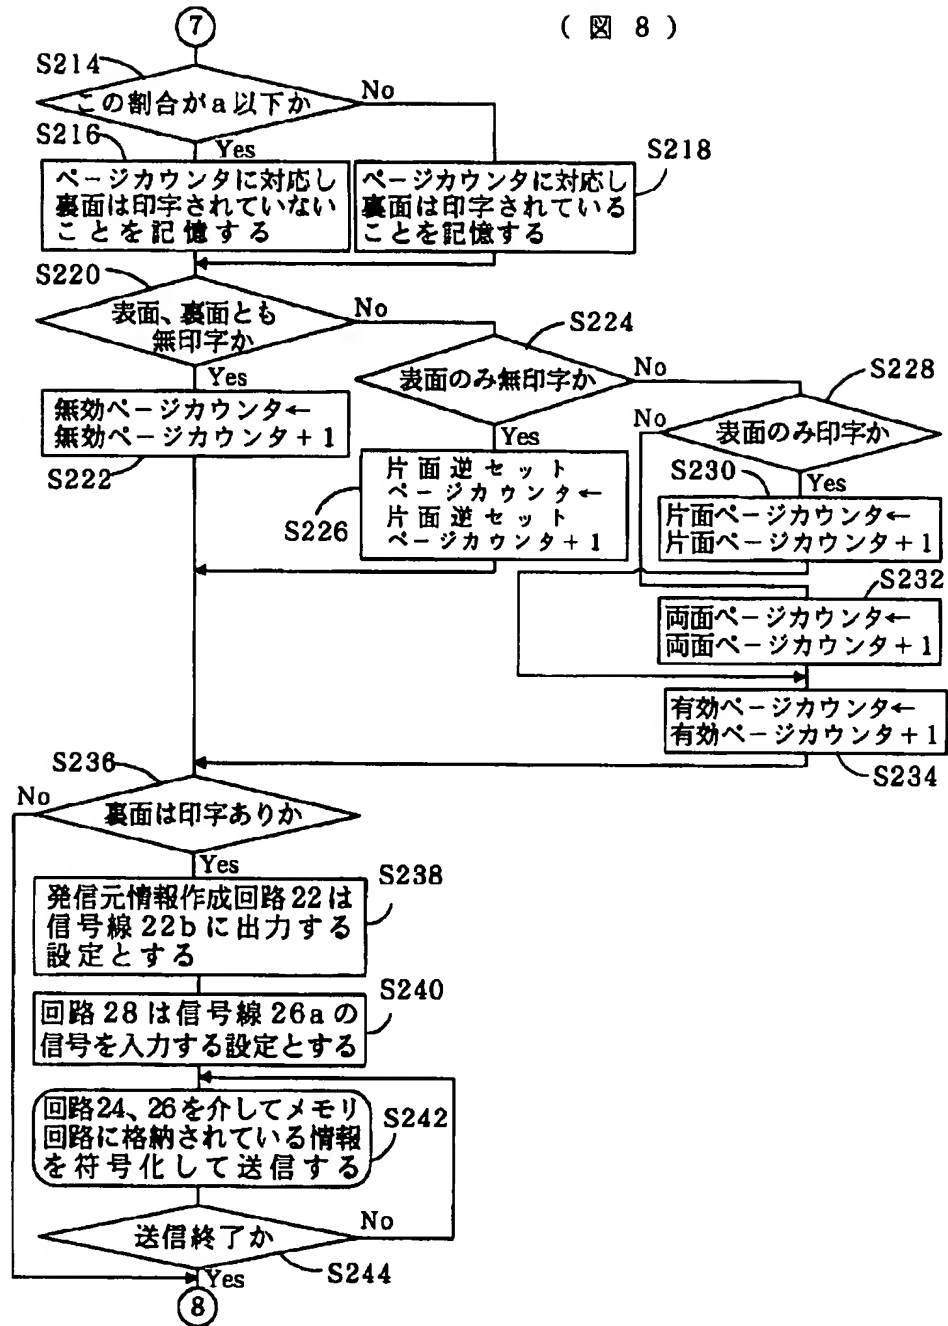 7
( 図 8 )
S214
この割合がa以下か
No
Yes
S216
ページカウンタに対応し
裏面は印字されていない
ことを記憶する
S218
ページカウンタに対応し
裏面は印字されている
ことを記憶する
S220
表面、裏面とも
無印字か
No
Yes
無効ページカウンタ←
無効ページカウンタ+1
S222
S224
表面のみ無印字か
No
Yes
片面逆セット
ページカウンタ←
片面逆セット
ページカウンタ+1
S226
S228
No
表面のみ印字か
Yes
S230
片面ページカウンタ←
片面ページカウンタ+1
S232
両面ページカウンタ←
両面ページカウンタ+1
有効ページカウンタ←
有効ページカウンタ+1
S234
S236
No
裏面は印字ありか
Yes
S238
発信元情報作成回路22は
信号線22bに出力する
設定とする
S240
回路28は信号線26aの
信号を入力する設定とする
回路24、26を介してメモリ
回路に格納されている情報
を符号化して送信する
S242
送信終了か
No
S244
Yes
8